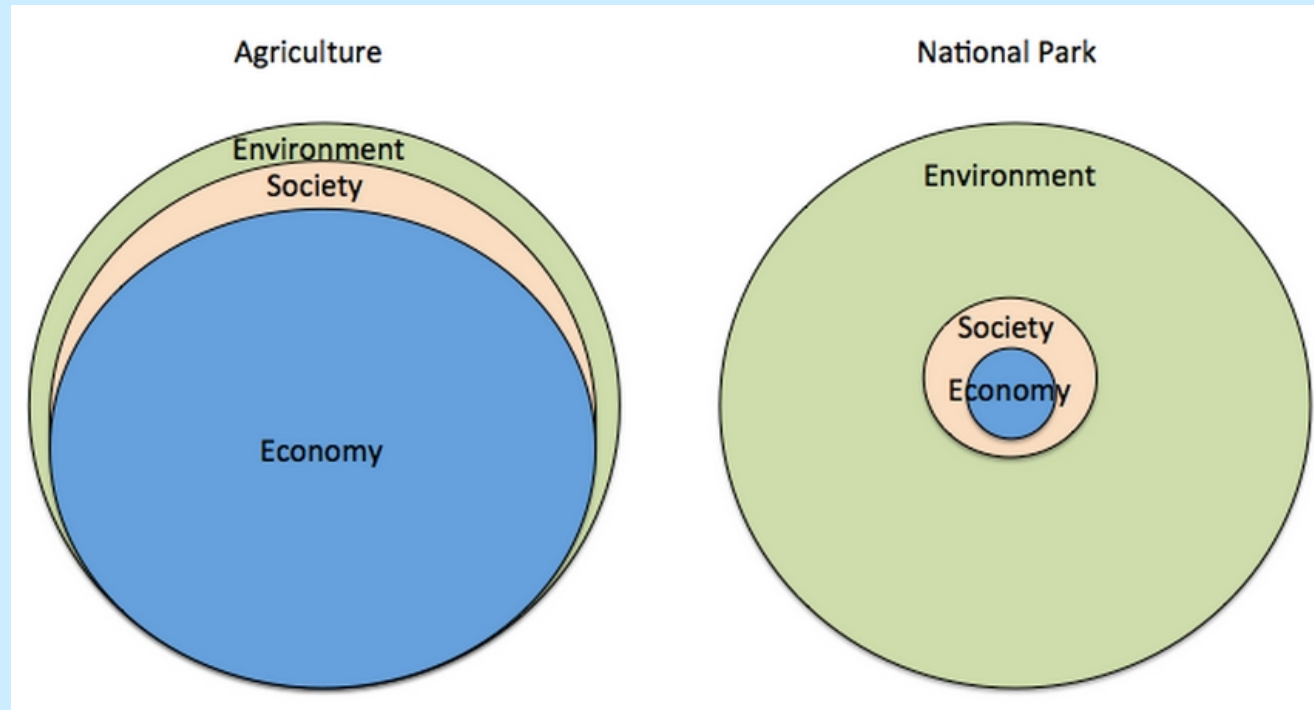 Agriculture
Environment
Society
Economy
National Park
Environment
Society
Economy